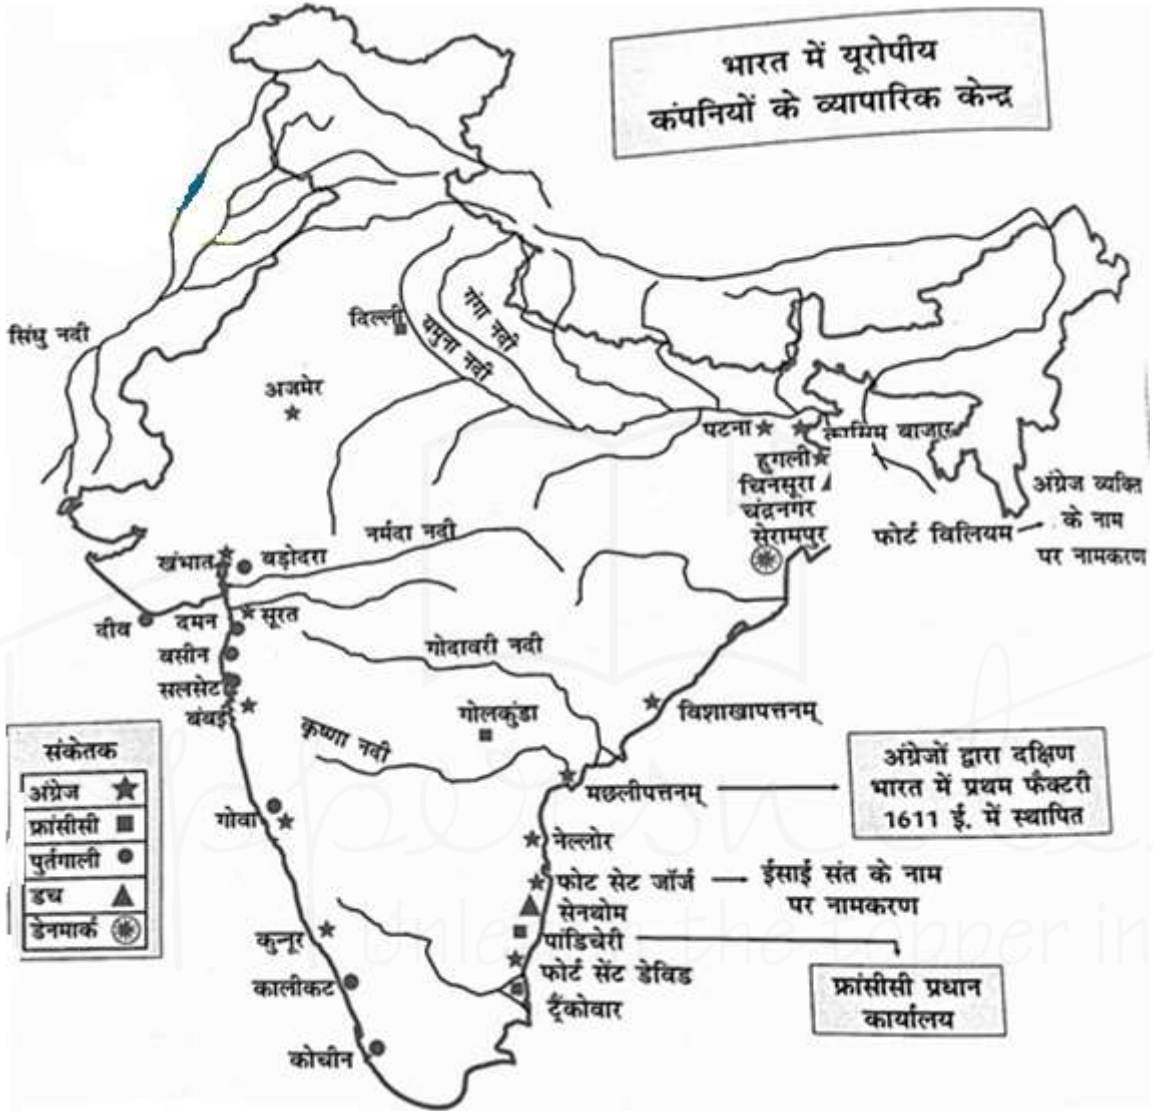 भारत में यूरोपीय
कंपनियों के व्यापारिक केन्द्र
सिंधु नदी
दिल्ली
यमुना नदी
गंगा नदी
अजमेर
पटना
कासिम बाजार
हुगली
चिनसूरा
चंद्रनगर
सेरामपुर
फोर्ट विलियम
अंग्रेज व्यक्ति
के नाम
पर नामकरण
नर्मदा नदी
खंभात
बड़ोदरा
दीव
दमन
सूरत
बसीन
सलसेट
बंबई
गोदावरी नदी
गोलकुंडा
विशाखापत्तनम्
कृष्णा नदी
मछलीपत्तनम्
अंग्रेजों द्वारा दक्षिण
भारत में प्रथम फैक्टरी
1611 ई. में स्थापित
संकेतक
अंग्रेज
फ्रांसीसी
पुर्तगाली
डच
डेनमार्क
गोवा
नेल्लोर
फोट सेट जॉर्ज
ईसाई संत के नाम
पर नामकरण
सेनथोम
पांडिचेरी
फोर्ट सेंट डेविड
ट्रैंकोवार
फ्रांसीसी प्रधान
कार्यालय
कुन्नूर
कालीकट
कोचीन